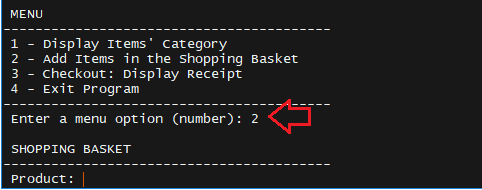 MENU
-----------------------------------------
1 - Display Items' Category
2 - Add Items in the Shopping Basket
3 - Checkout: Display Receipt
4 - Exit Program
-----------------------------------------
Enter a menu option (number): 2
SHOPPING BASKET
-----------------------------------------
Product: